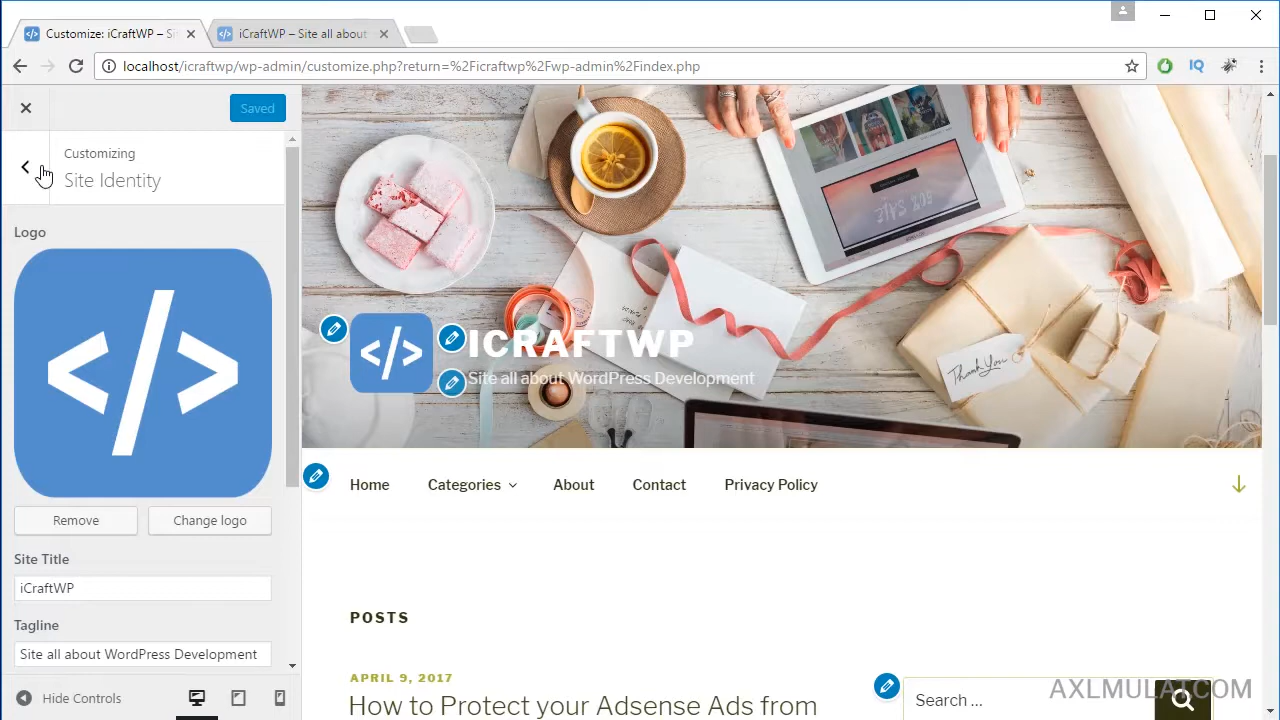 Customize: iCraftWP – Si
iCraftWP – Site all about
localhost/icraftwp/wp-admin/customize.php?return=%2Ficraftwp%2Fwp-admin%2Findex.php
IQ
Saved
Customizing
Site Identity
Logo
</>
Remove
Change logo
Site Title
iCraftWP
Tagline
Site all about WordPress Development
Hide Controls
Thank You
</>
ICRAFTWP
Site all about WordPress Development
Home
Categories
About
Contact
Privacy Policy
POSTS
APRIL 9, 2017
How to Protect your Adsense Ads from
Search ...
AXLMULAT.COM